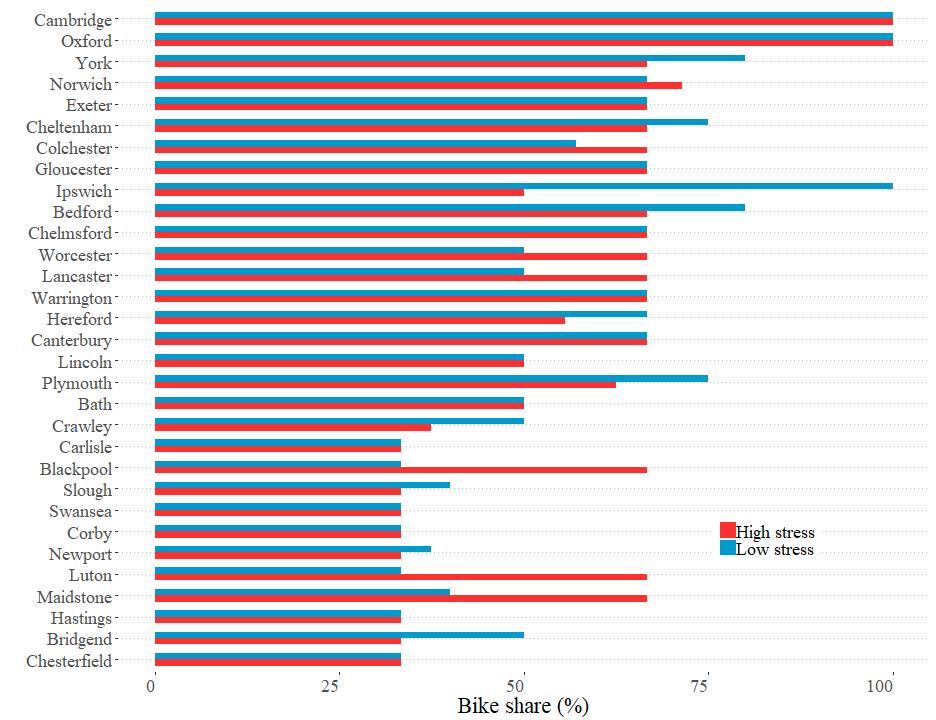 Cambridge
Oxford
York
Norwich
Exeter
Cheltenham
Colchester
Gloucester
Ipswich
Bedford
Chelmsford
Worcester
Lancaster
Warrington
Hereford
Canterbury
Lincoln
Plymouth
Bath
Crawley
Carlisle
Blackpool
Slough
Swansea
Corby
Newport
Luton
Maidstone
Hastings
Bridgend
Chesterfield
High stress
Low stress
0 25 50 75 100
Bike share (%)